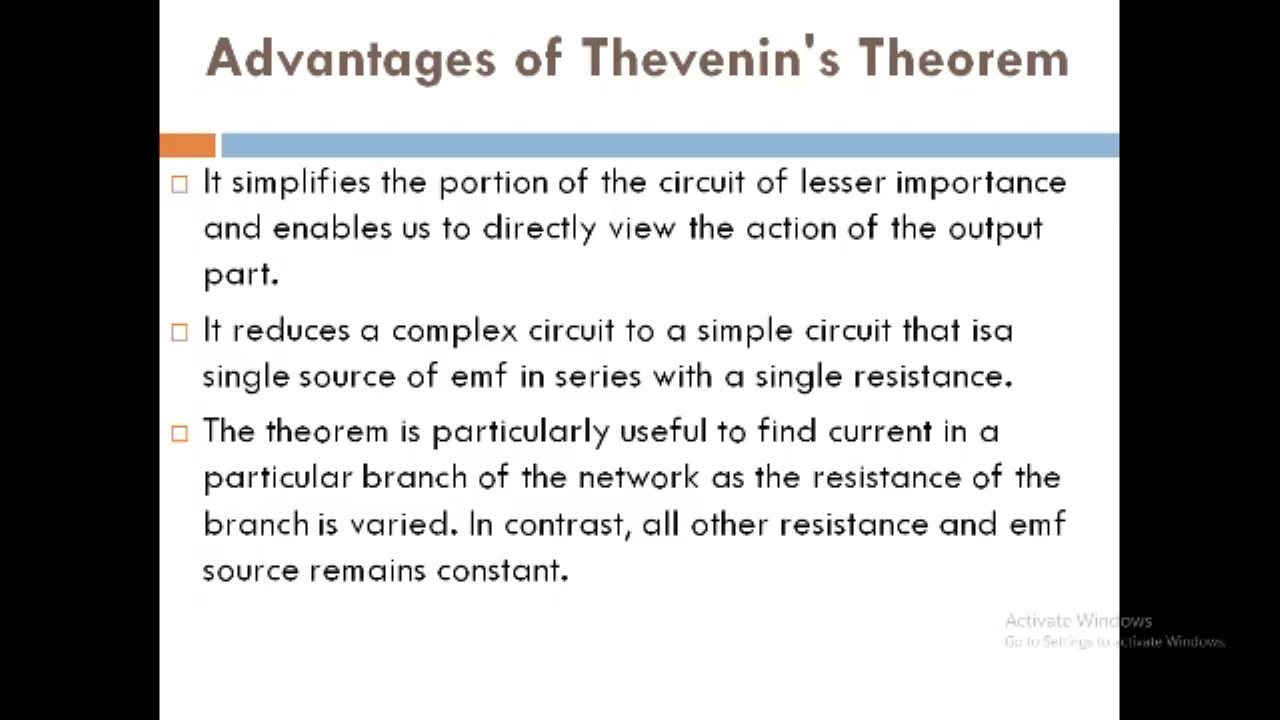 Advantages of Thevenin's Theorem
It simplifies the portion of the circuit of lesser importance
and enables us to directly view the action of the output
part.
It reduces a complex circuit to a simple circuit that isa
single source of emf in series with a single resistance.
The theorem is particularly useful to find current in a
particular branch of the network as the resistance of the
branch is varied. In contrast, all other resistance and emf
source remains constant.
Activate Windows
Go to Settings to activate Windows.